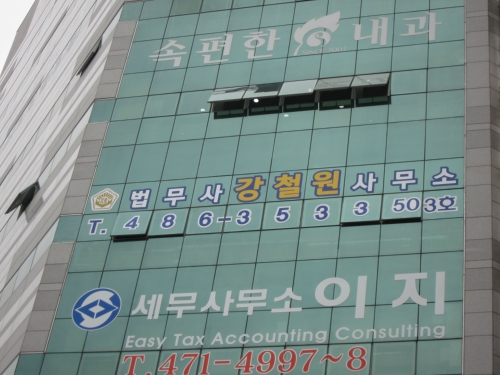 속편한 내과
법무사강철원사무소
T. 486-3533 503호
세무사무소 이지
Easy Tax Accounting Consulting
T. 471-4997~8